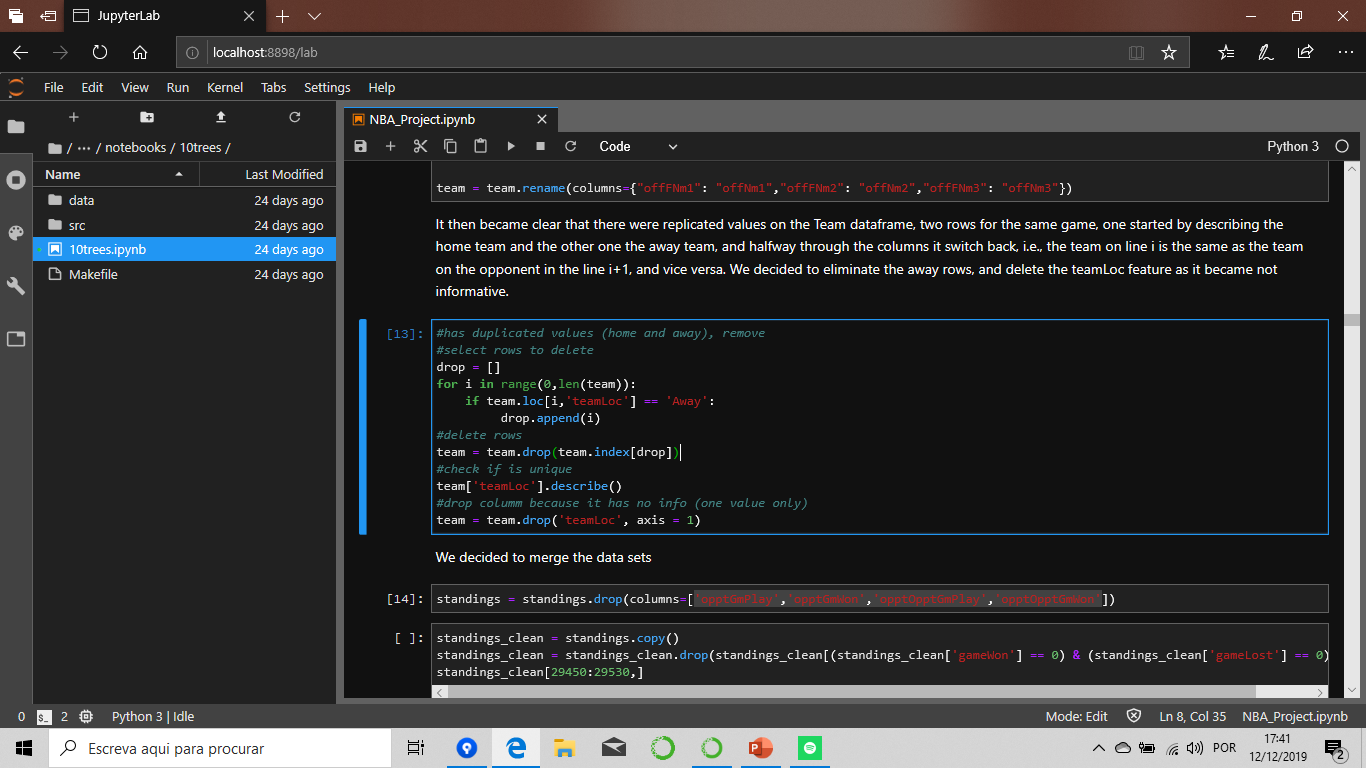 JupyterLab
localhost:8898/lab
File Edit View Run Kernel Tabs Settings Help
NBA_Project.ipynb
/ ··· / notebooks / 10trees /
Code
Python 3
Name Last Modified
data 24 days ago
src 24 days ago
10trees.ipynb 24 days ago
Makefile 24 days ago
team = team.rename(columns={"offFNm1": "offNm1","offFNm2": "offNm2","offFNm3": "offNm3"})
It then became clear that there were replicated values on the Team dataframe, two rows for the same game, one started by describing the
home team and the other one the away team, and halfway through the columns it switch back, i.e., the team on line i is the same as the team
on the opponent in the line i+1, and vice versa. We decided to eliminate the away rows, and delete the teamLoc feature as it became not
informative.
[13]: #has duplicated values (home and away), remove
#select rows to delete
drop = []
for i in range(0,len(team)):
if team.loc[i,'teamLoc'] == 'Away':
drop.append(i)
#delete rows
team = team.drop(team.index[drop])
#check if is unique
team['teamLoc'].describe()
#drop columm because it has no info (one value only)
team = team.drop('teamLoc', axis = 1)
We decided to merge the data sets
[14]: standings = standings.drop(columns=['opptGmPlay','opptGmWon','opptOpptGmPlay','opptOpptGmWon'])
[ ]: standings_clean = standings.copy()
standings_clean = standings_clean.drop(standings_clean[(standings_clean['gameWon'] == 0) & (standings_clean['gameLost'] == 0)
standings_clean[29450:29530,]
0 2 Python 3 | Idle
Mode: Edit Ln 8, Col 35 NBA_Project.ipynb
Escreva aqui para procurar
POR
17:41
12/12/2019
2